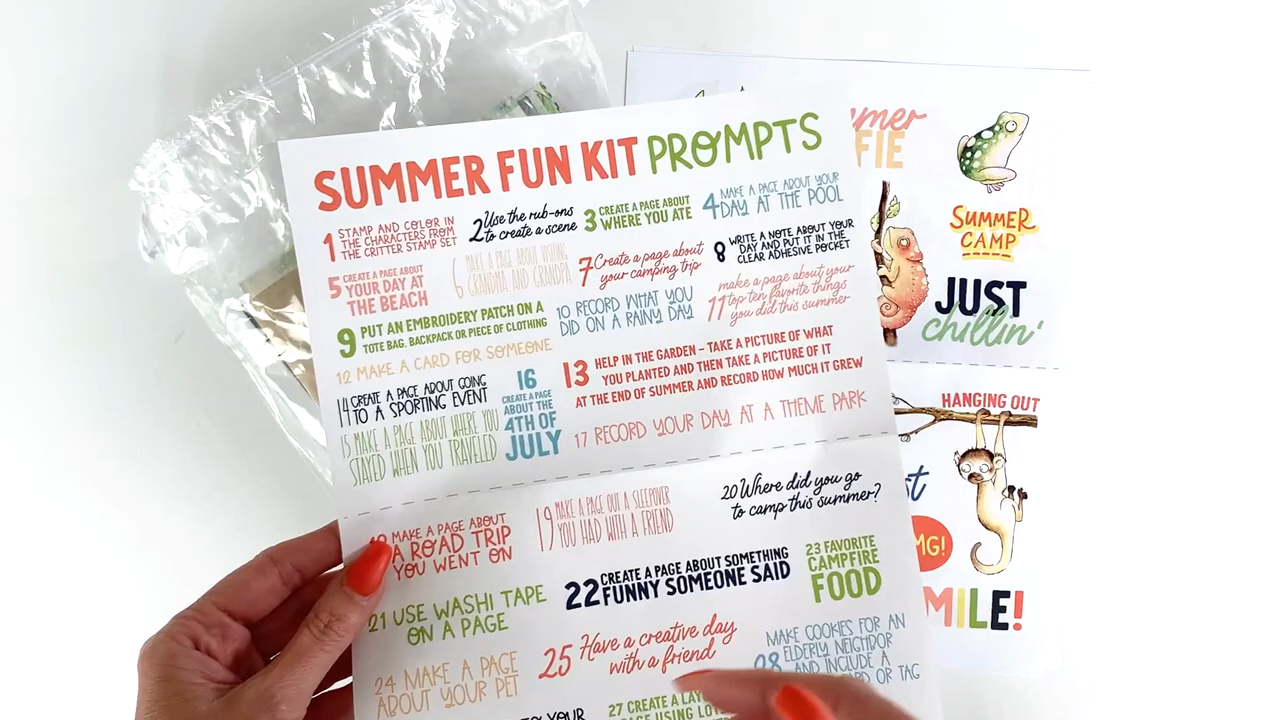 SUMMER FUN KIT PROMPTS
1 STAMP AND COLOR IN
THE CHARACTERS FROM
THE CRITTER STAMP SET
2 Use the rub-ons
to create a scene
3 CREATE A PAGE ABOUT
WHERE YOU ATE
4 MAKE A PAGE ABOUT YOUR
DAY AT THE POOL
5 CREATE A PAGE ABOUT
YOUR DAY AT
THE BEACH
6 MAKE A PAGE ABOUT VISITING
GRANDMA AND GRANDPA
7 Create a page about
your camping trip
8 WRITE A NOTE ABOUT YOUR
DAY AND PUT IT IN THE
CLEAR ADHESIVE POCKET
9 PUT AN EMBROIDERY PATCH ON A
TOTE BAG, BACKPACK OR PIECE OF CLOTHING
10 RECORD WHAT YOU
DID ON A RAINY DAY
make a page about your
11 top ten favorite things
you did this summer
12 MAKE A CARD FOR SOMEONE
13 HELP IN THE GARDEN – TAKE A PICTURE OF WHAT
YOU PLANTED AND THEN TAKE A PICTURE OF IT
AT THE END OF SUMMER AND RECORD HOW MUCH IT GREW
14 CREATE A PAGE ABOUT GOING
TO A SPORTING EVENT
15 MAKE A PAGE ABOUT WHERE YOU
STAYED WHEN YOU TRAVELED
16
CREATE A PAGE
ABOUT THE
4TH OF
JULY
17 RECORD YOUR DAY AT A THEME PARK
MAKE A PAGE ABOUT
A ROAD TRIP
YOU WENT ON
19 MAKE A PAGE OUT A SLEEPOVER
YOU HAD WITH A FRIEND
20 Where did you go
to camp this summer?
21 USE WASHI TAPE
ON A PAGE
22 CREATE A PAGE ABOUT SOMETHING
FUNNY SOMEONE SAID
23 FAVORITE
CAMPFIRE
FOOD
24 MAKE A PAGE
ABOUT YOUR PET
25 Have a creative day
with a friend
MAKE COOKIES FOR AN
28 ELDERLY NEIGHBOR
AND INCLUDE A
OR TAG
YOUR
27 CREATE A
PAGE USING
SUMMER
CAMP
JUST
chillin'
HANGING OUT